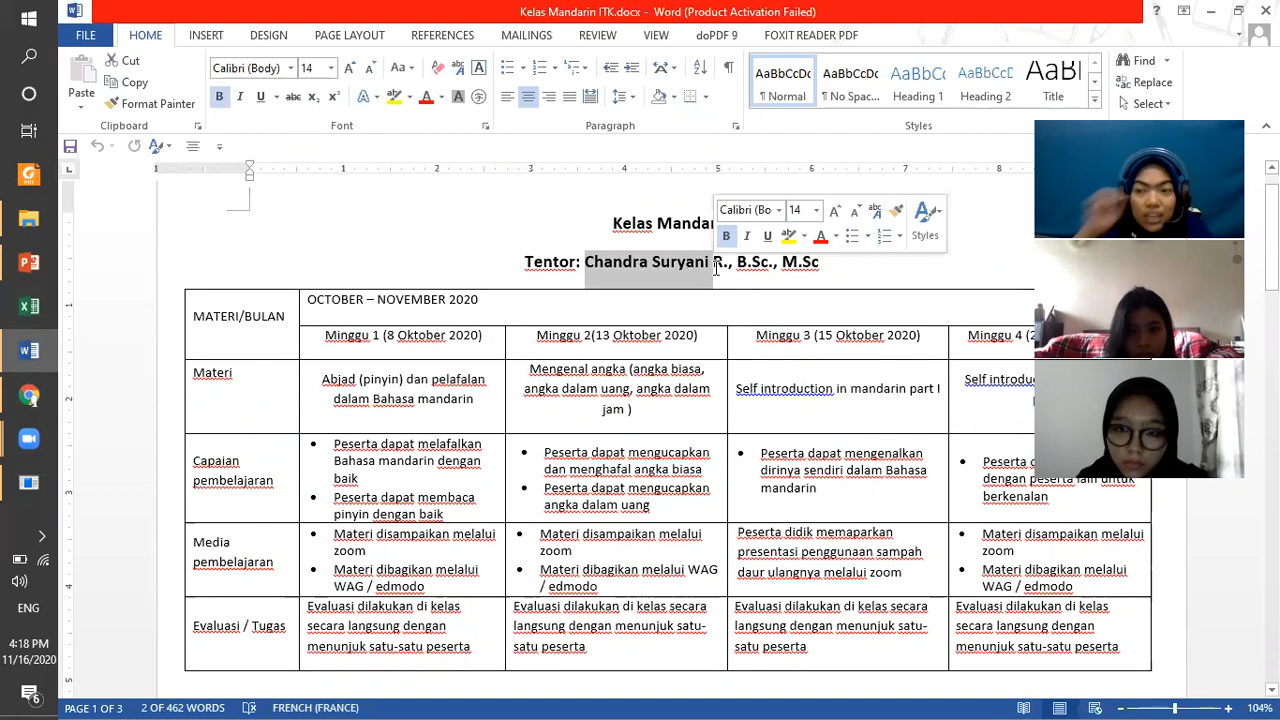 Kelas Mandarin ITK.docx - Word (Product Activation Failed)
FILE HOME INSERT DESIGN PAGE LAYOUT REFERENCES MAILINGS REVIEW VIEW doPDF 9 FOXIT READER PDF
Paste
Cut
Copy
Format Painter
Calibri (Body) 14
AaBbCcDc AaBbCcDc AaBbCc AaBbCcD AaBl
¶ Normal ¶ No Spac... Heading 1 Heading 2 Title
Find
Replace
Select
Clipboard Font Paragraph Styles
Kelas Mandar
Calibri (Bo 14
Styles
Tentor: Chandra Suryani R., B.Sc., M.Sc
MATERI/BULAN
OCTOBER – NOVEMBER 2020
Minggu 1 (8 Oktober 2020)
Minggu 2(13 Oktober 2020)
Minggu 3 (15 Oktober 2020)
Minggu 4 (2
Materi
Abjad (pinyin) dan pelafalan
dalam Bahasa mandarin
Mengenal angka (angka biasa,
angka dalam uang, angka dalam
jam )
Self introduction in mandarin part I
Self introduc
Capaian
pembelajaran
• Peserta dapat melafalkan
Bahasa mandarin dengan
baik
• Peserta dapat membaca
pinyin dengan baik
• Peserta dapat mengucapkan
dan menghafal angka biasa
• Peserta dapat mengucapkan
angka dalam uang
• Peserta dapat mengenalkan
dirinya sendiri dalam Bahasa
mandarin
• Peserta
dengan peserta lain untuk
berkenalan
Media
pembelajaran
• Materi disampaikan melalui
zoom
• Materi dibagikan melalui
WAG / edmodo
• Materi disampaikan melalui
zoom
• Materi dibagikan melalui WAG
/ edmodo
Peserta didik memaparkan
presentasi penggunaan sampah
daur ulangnya melalui zoom
• Materi disampaikan melalui
zoom
• Materi dibagikan melalui
WAG / edmodo
Evaluasi / Tugas
Evaluasi dilakukan di kelas
secara langsung dengan
menunjuk satu-satu peserta
Evaluasi dilakukan di kelas secara
langsung dengan menunjuk satu-
satu peserta
Evaluasi dilakukan di kelas secara
langsung dengan menunjuk satu-
satu peserta
Evaluasi dilakukan di kelas
secara langsung dengan
menunjuk satu-satu peserta
ENG
4:18 PM
11/16/2020
6
PAGE 1 OF 3 2 OF 462 WORDS FRENCH (FRANCE) 104%